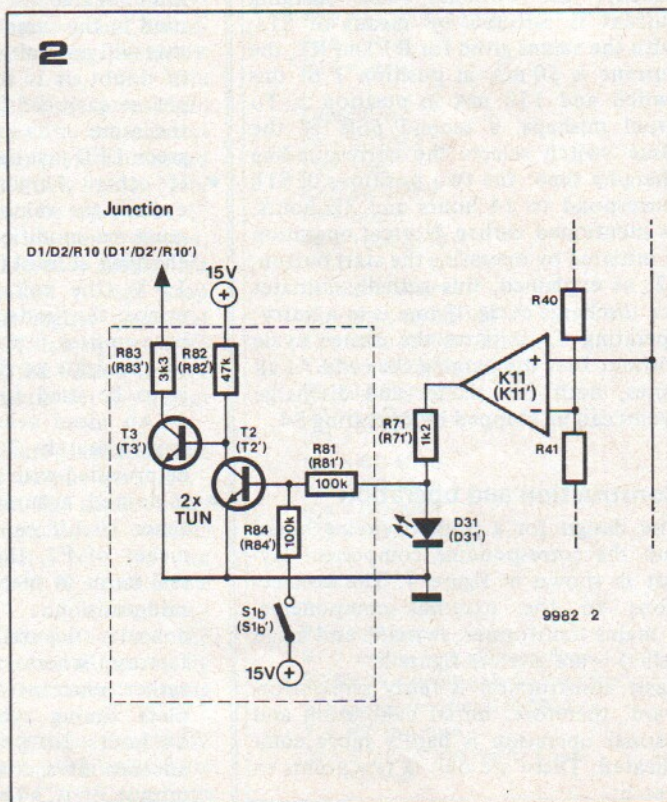 2
Junction
D1/D2/R10 (D1'/D2'/R10')
15V
R83
(R83')
3k3
R82
(R82')
47k
T3
(T3')
T2
(T2')
2x
TUN
R81
(R81')
100k
R84
(R84')
100k
S1b
(S1b')
15V
R71
(R71')
1k2
D31
(D31')
K11
(K11')
+
−
R40
R41
9982 2